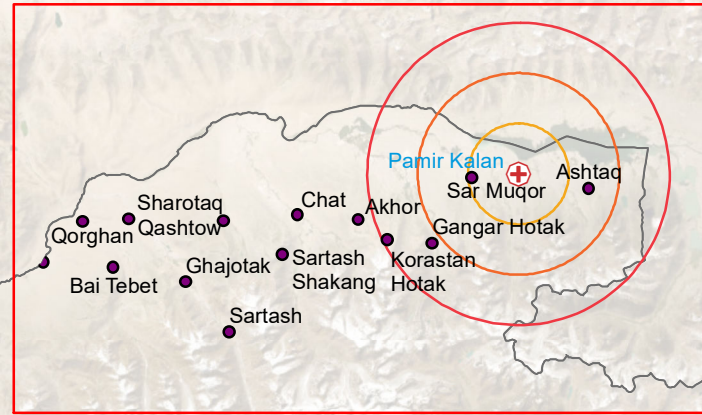 Pamir Kalan
Sar Muqor
Ashtaq
Sharotaq
Qashtow
Chat
Akhor
Gangar Hotak
Qorghan
Bai Tebet
Ghajotak
Sartash
Shakang
Korastan
Hotak
Sartash